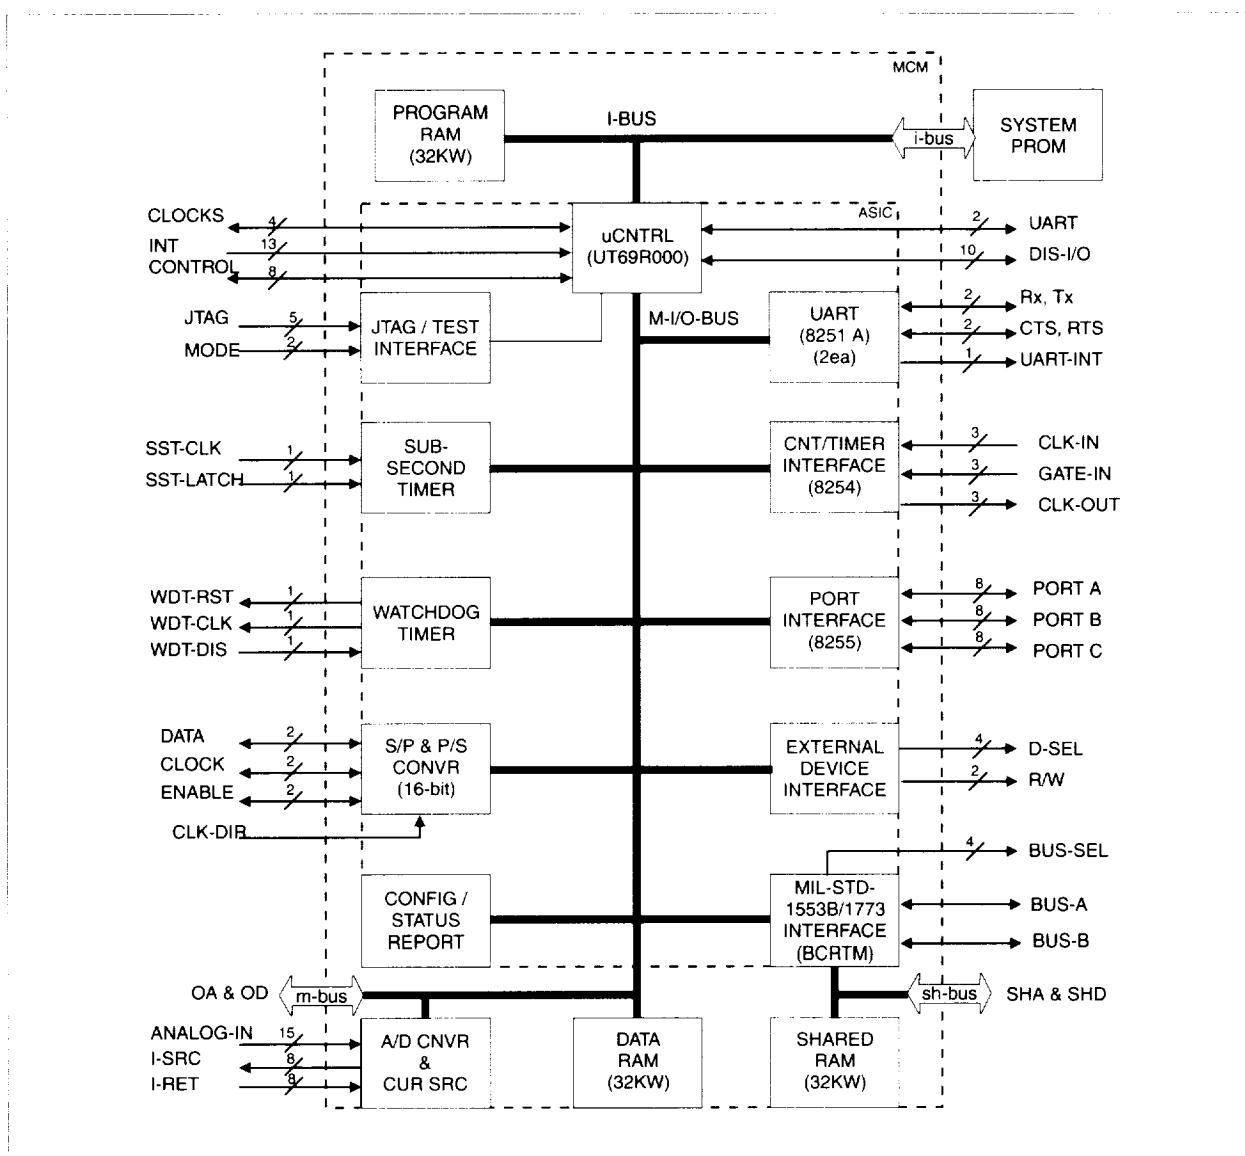 MCM
PROGRAM
RAM
(32KW)
I-BUS
i-bus
SYSTEM
PROM
ASIC
CLOCKS
4
INT
13
CONTROL
8
uCNTRL
(UT69R000)
2
UART
10
DIS-I/O
JTAG
5
MODE
2
JTAG / TEST
INTERFACE
M-I/O-BUS
UART
(8251 A)
(2ea)
2
Rx, Tx
2
CTS, RTS
1
UART-INT
SST-CLK
1
SST-LATCH
1
SUB-
SECOND
TIMER
CNT/TIMER
INTERFACE
(8254)
3
CLK-IN
3
GATE-IN
3
CLK-OUT
WDT-RST
1
WDT-CLK
1
WDT-DIS
1
WATCHDOG
TIMER
PORT
INTERFACE
(8255)
8
PORT A
8
PORT B
8
PORT C
DATA
2
CLOCK
2
ENABLE
2
CLK-DIR
S/P & P/S
CONVR
(16-bit)
EXTERNAL
DEVICE
INTERFACE
4
D-SEL
2
R/W
4
BUS-SEL
CONFIG /
STATUS
REPORT
MIL-STD-
1553B/1773
INTERFACE
(BCRTM)
BUS-A
BUS-B
OA & OD
m-bus
sh-bus
SHA & SHD
ANALOG-IN
15
I-SRC
8
I-RET
8
A/D CNVR
&
CUR SRC
DATA
RAM
(32KW)
SHARED
RAM
(32KW)